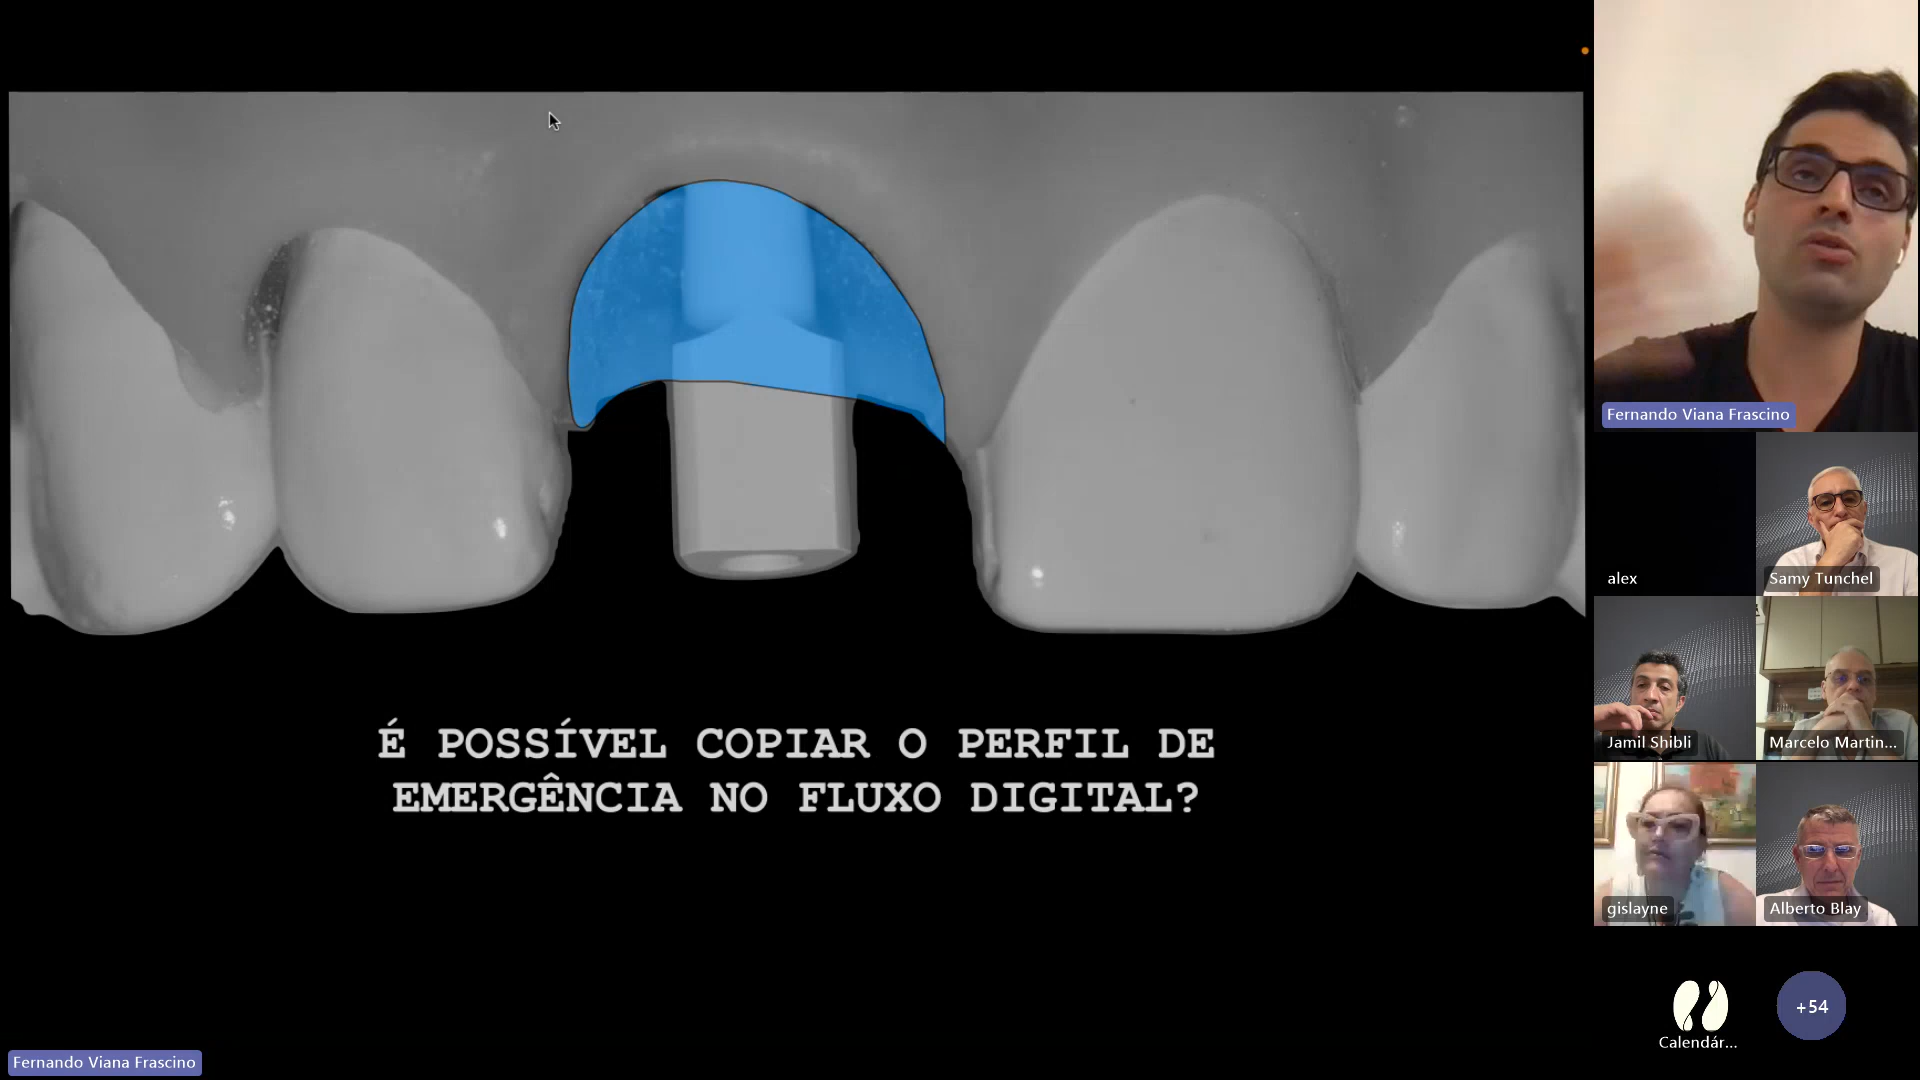 É POSSÍVEL COPIAR O PERFIL DE
EMERGÊNCIA NO FLUXO DIGITAL?
Fernando Viana Frascino
Fernando Viana Frascino
alex
Samy Tunchel
Jamil Shibli
Marcelo Martin...
gislayne
Alberto Blay
Calendár...
+54